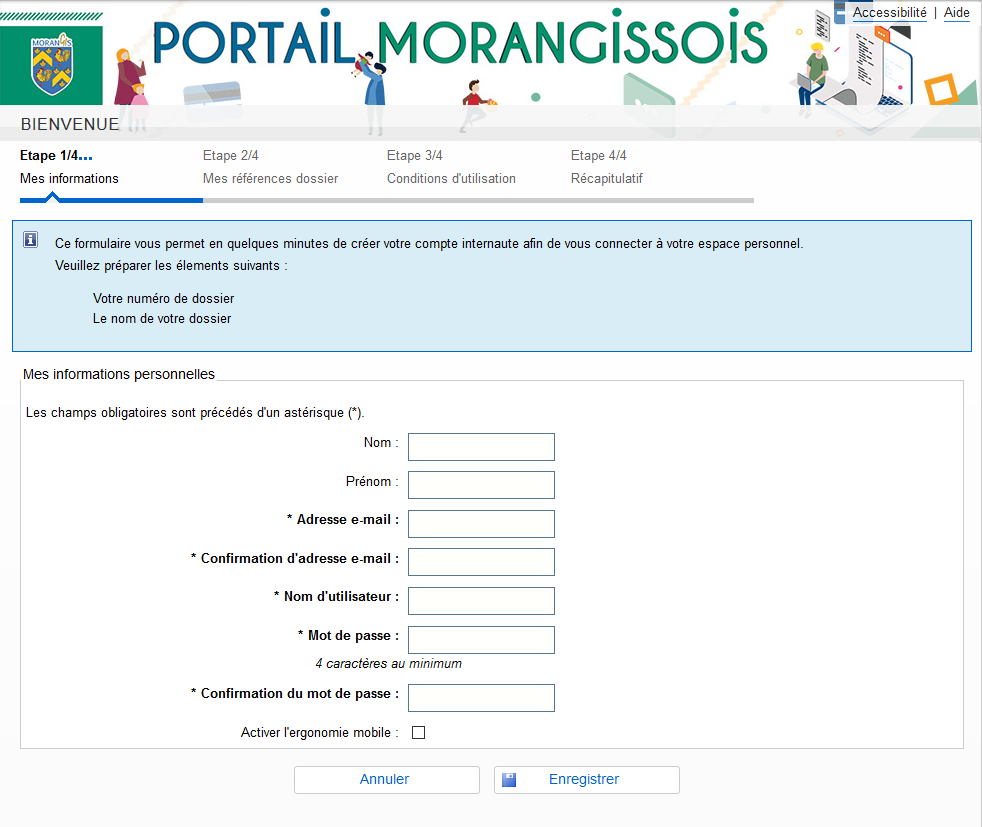 Accessibilité | Aide
MORANGIS
PORTAIL MORANGISSOIS
BIENVENUE
Etape 1/4...
Mes informations
Etape 2/4
Mes références dossier
Etape 3/4
Conditions d'utilisation
Etape 4/4
Récapitulatif
Ce formulaire vous permet en quelques minutes de créer votre compte internaute afin de vous connecter à votre espace personnel.
Veuillez préparer les élements suivants :
Votre numéro de dossier
Le nom de votre dossier
Mes informations personnelles
Les champs obligatoires sont précédés d'un astérisque (*).
Nom :
Prénom :
* Adresse e-mail :
* Confirmation d'adresse e-mail :
* Nom d'utilisateur :
* Mot de passe :
4 caractères au minimum
* Confirmation du mot de passe :
Activer l'ergonomie mobile :
Annuler
Enregistrer